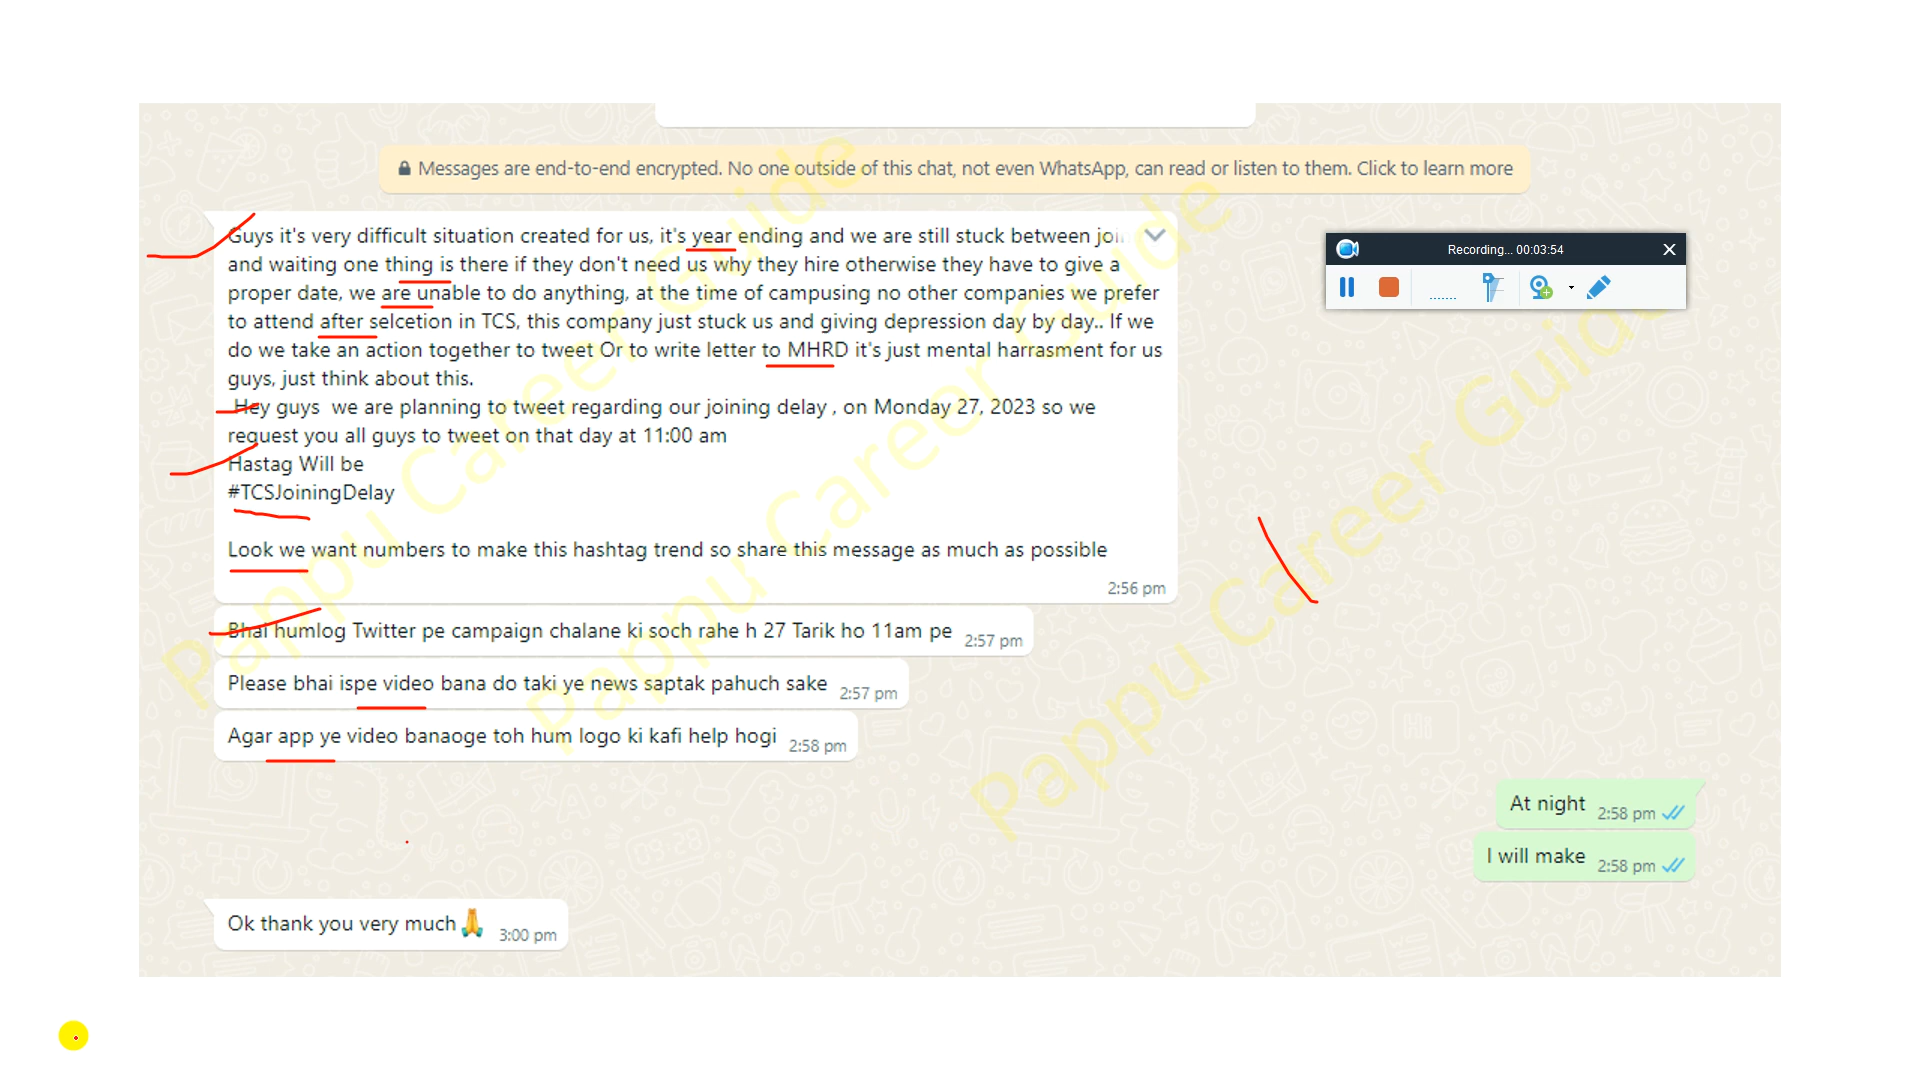 Messages are end-to-end encrypted. No one outside of this chat, not even WhatsApp, can read or listen to them. Click to learn more
Guys it's very difficult situation created for us, it's year ending and we are still stuck between
and waiting one thing is there if they don't need us why they hire otherwise they have to give a
proper date, we are unable to do anything, at the time of campusing no other companies we prefer
to attend after selcetion in TCS, this company just stuck us and giving depression day by day.. If we
do we take an action together to tweet Or to write letter to MHRD it's just mental harrasment for us
guys, just think about this.
Hey guys we are planning to tweet regarding our joining delay , on Monday 27, 2023 so we
request you all guys to tweet on that day at 11:00 am
Hastag Will be
#TCSJoiningDelay
Look we want numbers to make this hashtag trend so share this message as much as possible
2:56 pm
Bhai humlog Twitter pe campaign chalane ki soch rahe h 27 Tarik ho 11am pe 2:57 pm
Please bhai ispe video bana do taki ye news saptak pahuch sake 2:57 pm
Agar app ye video banaoge toh hum logo ki kafi help hogi 2:58 pm
At night 2:58 pm
I will make 2:58 pm
Ok thank you very much🙏 3:00 pm
Recording... 00:03:54
Pappu Career Guide
Pappu Career Guide
Pappu Career Guide